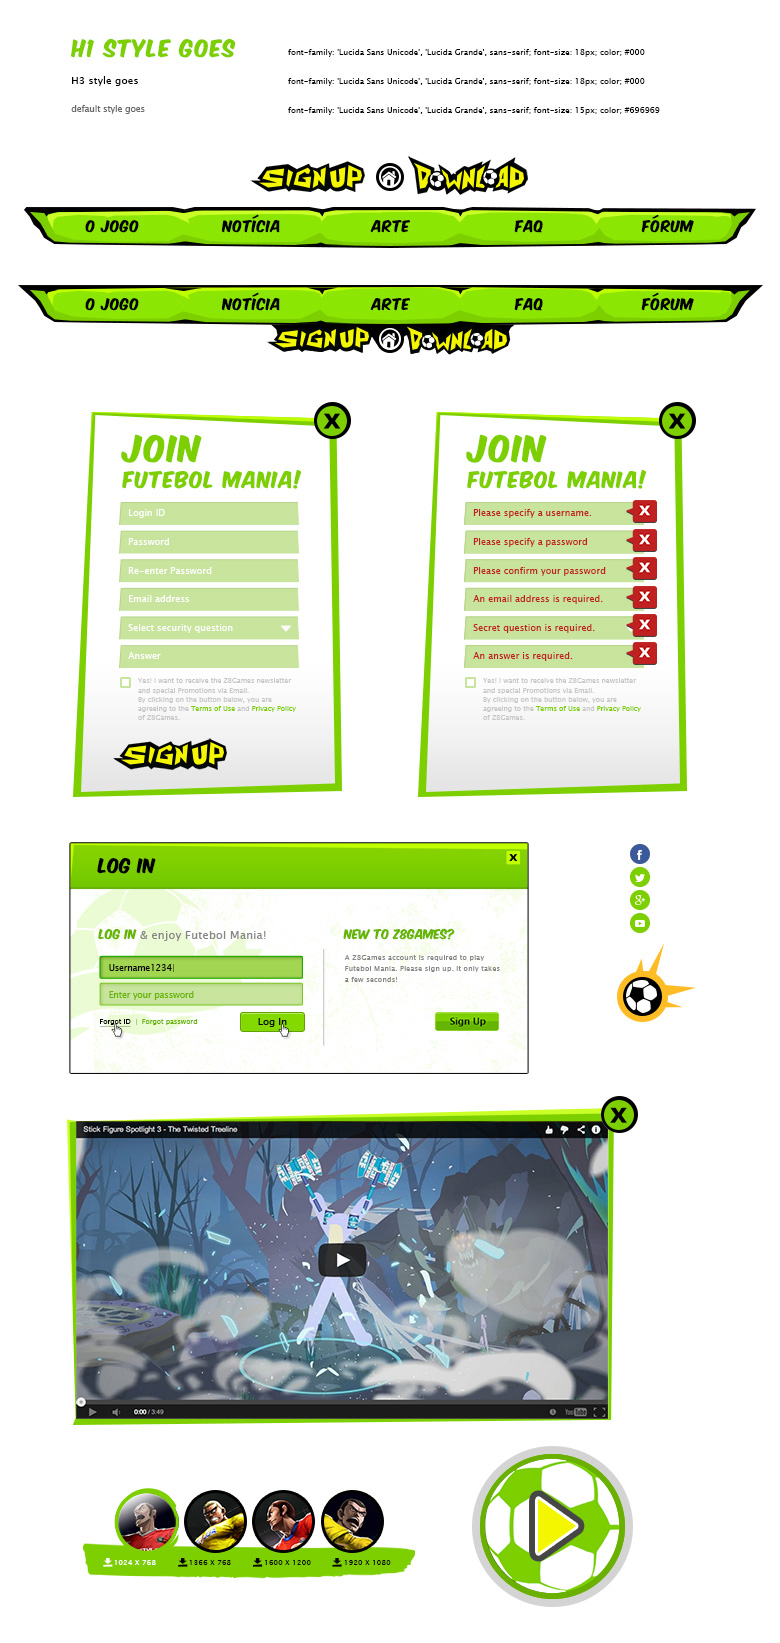 H1 STYLE GOES
font-family: 'Lucida Sans Unicode', 'Lucida Grande', sans-serif; font-size: 18px; color; #000
H3 style goes
font-family: 'Lucida Sans Unicode', 'Lucida Grande', sans-serif; font-size: 18px; color; #000
default style goes
font-family: 'Lucida Sans Unicode', 'Lucida Grande', sans-serif; font-size: 15px; color; #696969
SIGN UP DOWNLOAD
O JOGO NOTÍCIA ARTE FAQ FÓRUM
O JOGO NOTÍCIA ARTE FAQ FÓRUM
SIGN UP DOWNLOAD
X
JOIN
FUTEBOL MANIA!
Login ID
Password
Re-enter Password
Email address
Select security question
Answer
Yes! I want to receive the Z8Games newsletter
and special Promotions via Email.
By clicking on the button below, you are
agreeing to the Terms of Use and Privacy Policy
of Z8Games.
SIGN UP
X
JOIN
FUTEBOL MANIA!
Please specify a username. X
Please specify a password X
Please confirm your password X
An email address is required. X
Secret question is required. X
An answer is required. X
Yes! I want to receive the Z8Games newsletter
and special Promotions via Email.
By clicking on the button below, you are
agreeing to the Terms of Use and Privacy Policy
of Z8Games.
LOG IN X
LOG IN & enjoy Futebol Mania!
Username1234
Enter your password
Forgot ID | Forgot password
Log In
NEW TO Z8GAMES?
A Z8Games account is required to play
Futebol Mania. Please sign up. It only takes
a few seconds!
Sign Up
f
g+
X
Stick Figure Spotlight 3 - The Twisted Treeline
0:00 / 3:49
YouTube
1024 X 768 1366 X 768 1600 X 1200 1920 X 1080